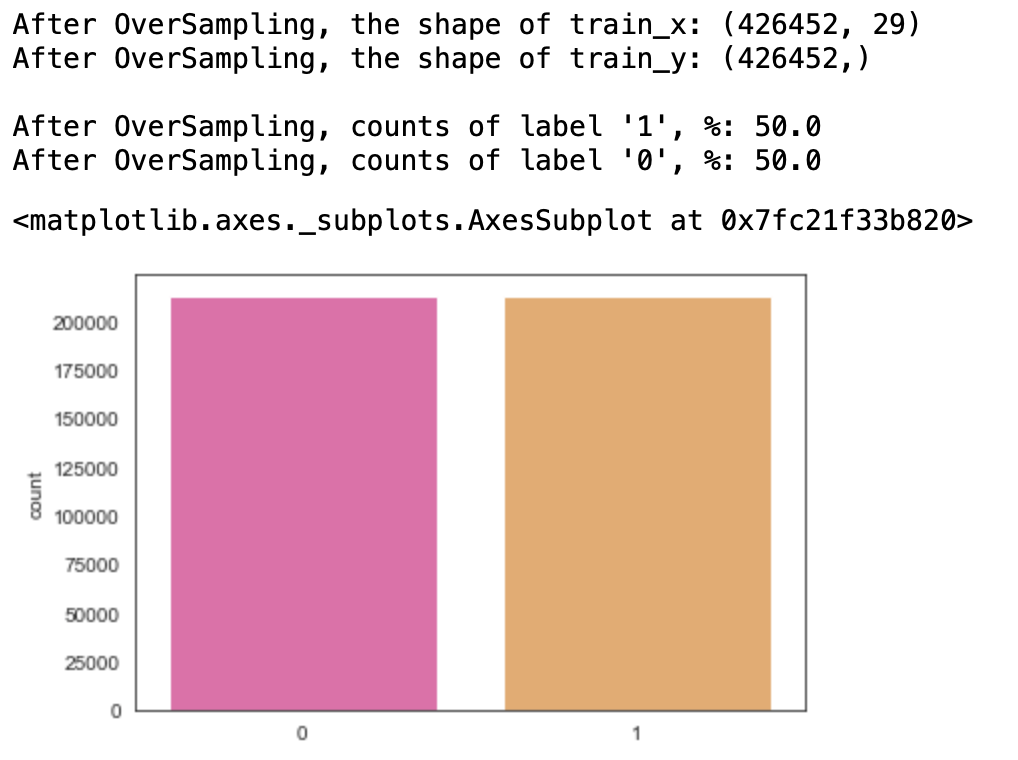 After OverSampling, the shape of train_x: (426452, 29)
After OverSampling, the shape of train_y: (426452,)
After OverSampling, counts of label '1', %: 50.0
After OverSampling, counts of label '0', %: 50.0
<matplotlib.axes._subplots.AxesSubplot at 0x7fc21f33b820>
200000
175000
150000
125000
100000
75000
50000
25000
0
count
0 1